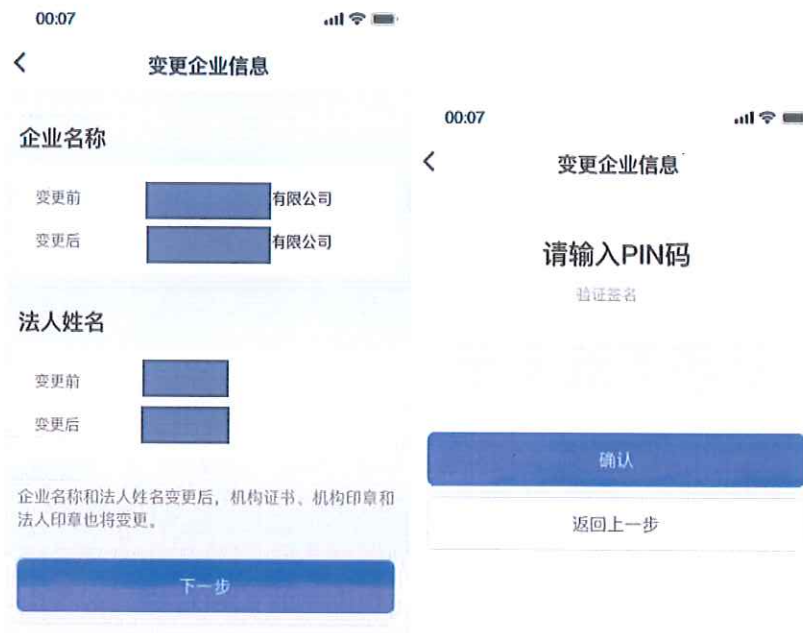 00:07
变更企业信息
企业名称
变更前
有限公司
变更后
有限公司
法人姓名
变更前
变更后
企业名称和法人姓名变更后，机构证书、机构印章和
法人印章也将变更。
下一步
00:07
变更企业信息
请输入PIN码
验证签名
确认
返回上一步